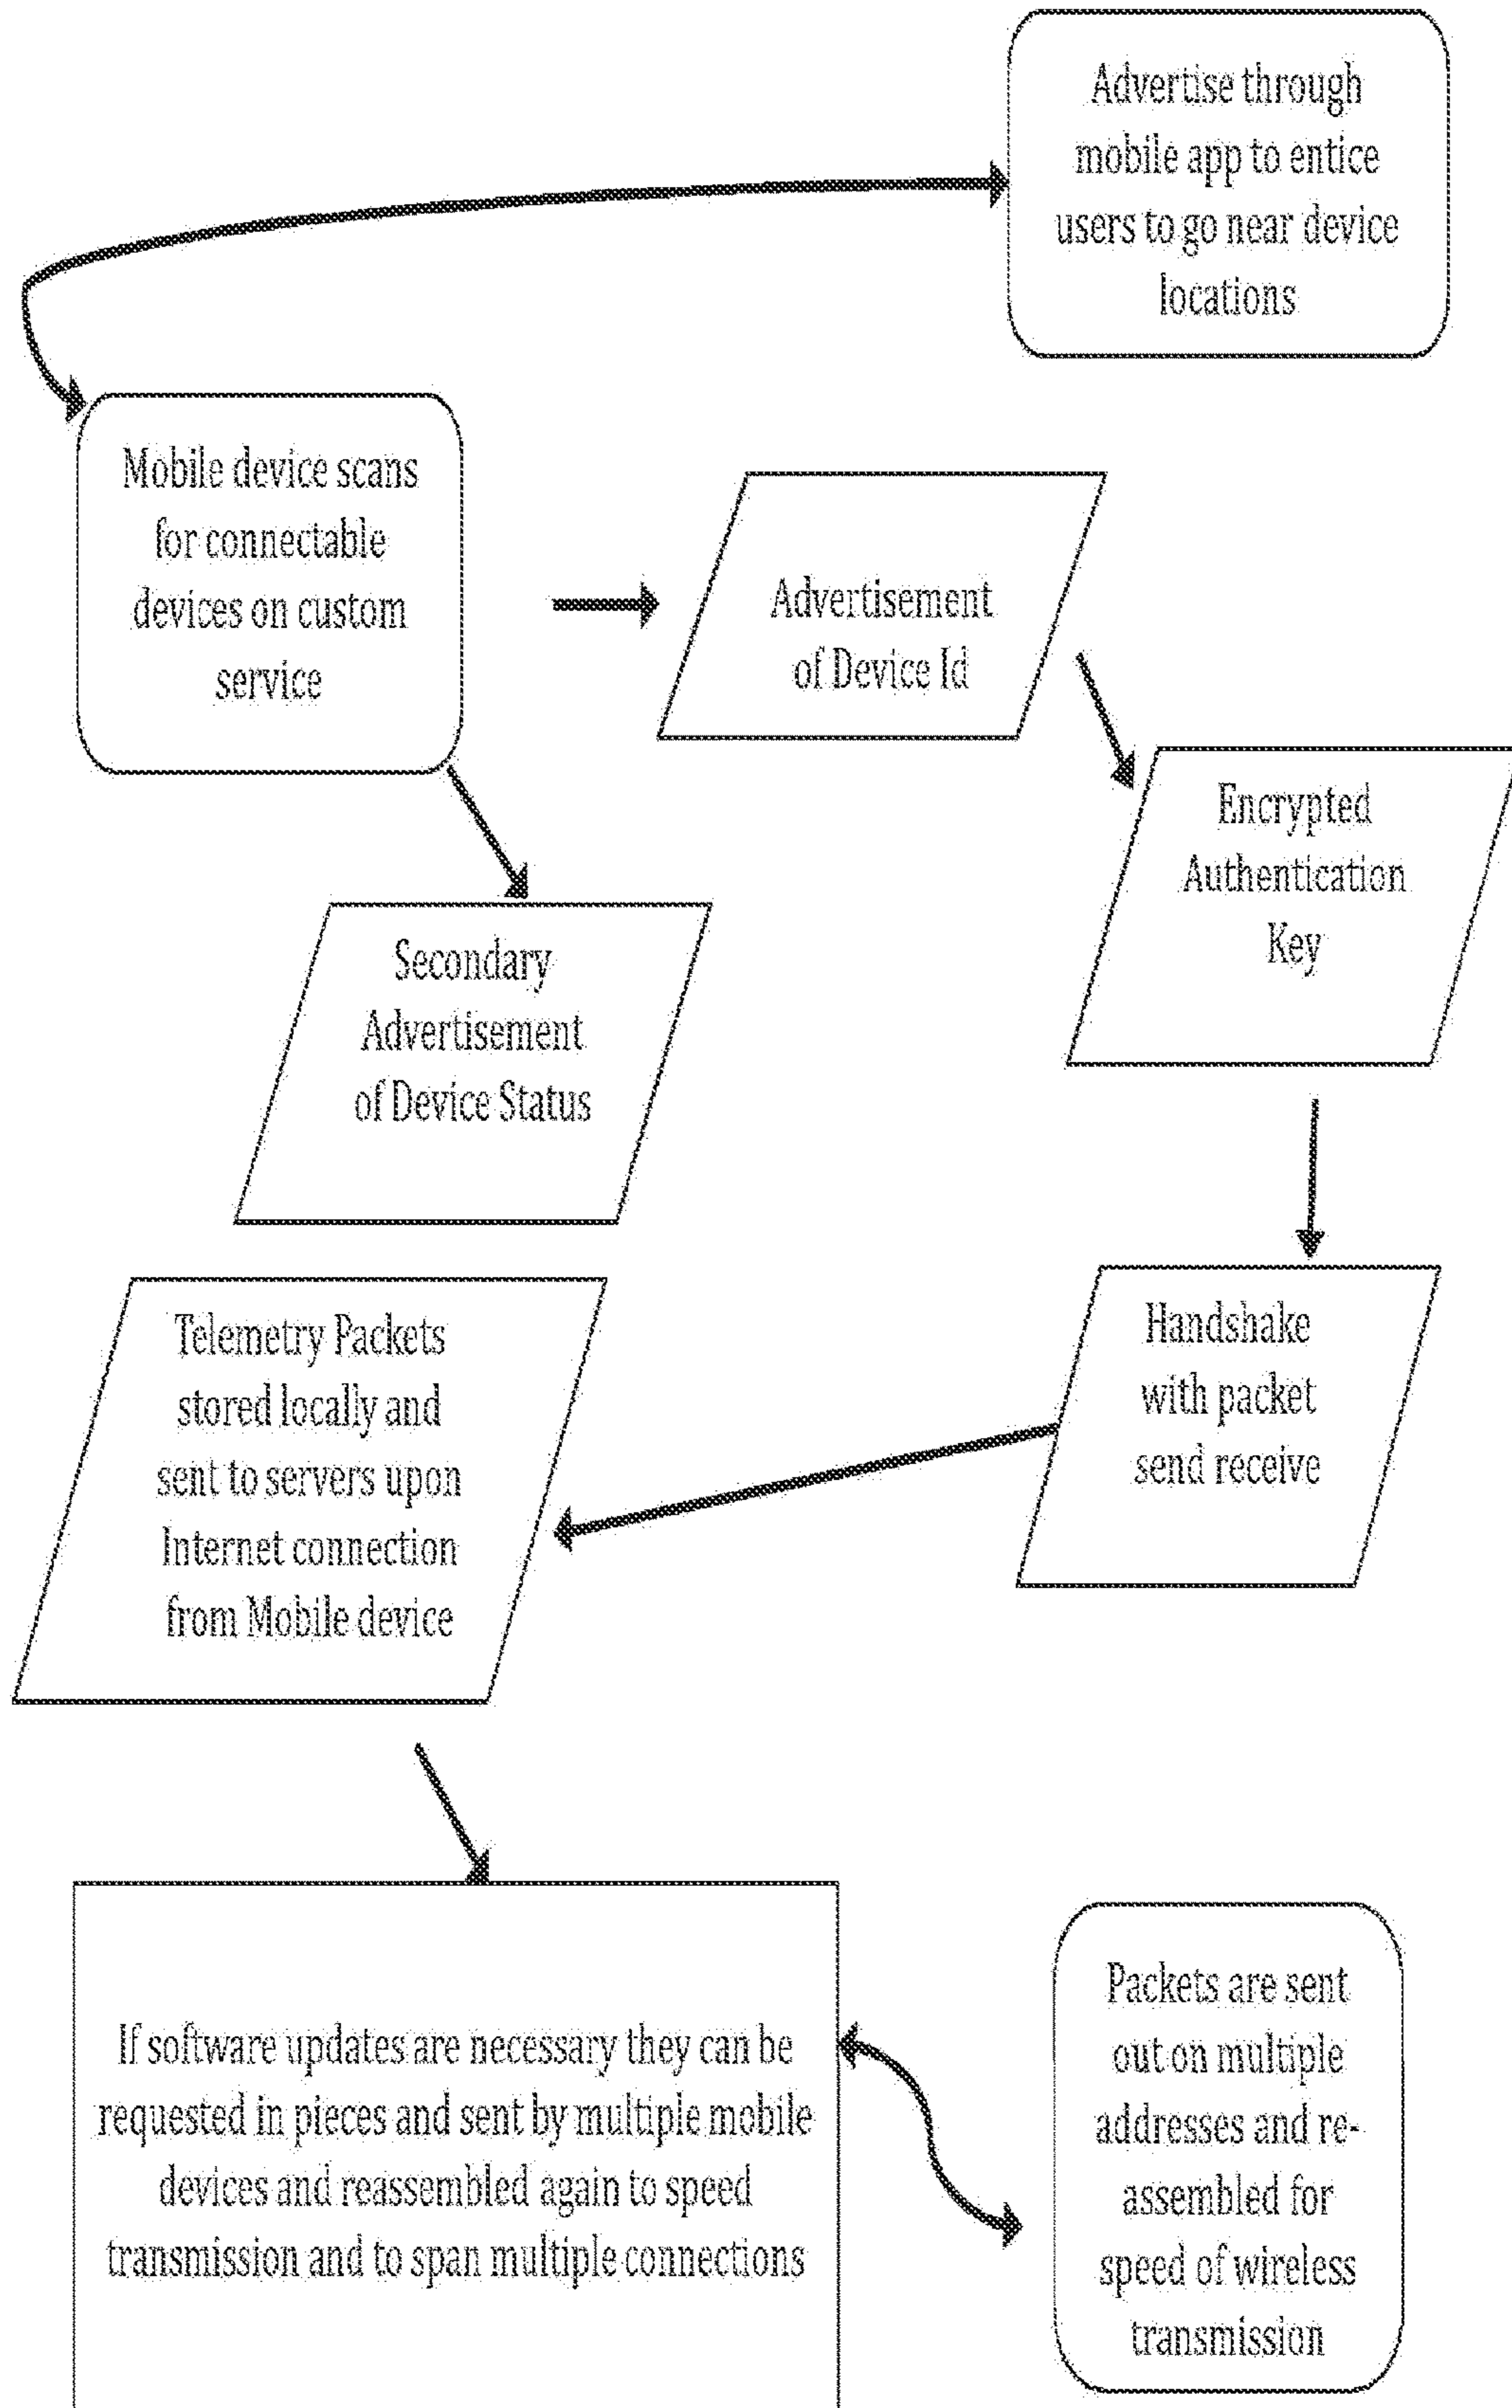 Advertise through
mobile app to entice
users to go near device
locations
Mobile device scans
for connectable
devices on custom
service
Advertisement
of Device Id
Encrypted
Authentication
Key
Secondary
Advertisement
of Device Status
Handshake
with packet
send receive
Telemetry Packets
stored locally and
sent to servers upon
Internet connection
from Mobile device
If software updates are necessary they can be
requested in pieces and sent by multiple mobile
devices and reassembled again to speed
transmission and to span multiple connections
Packets are sent
out on multiple
addresses and re-
assembled for
speed of wireless
transmission